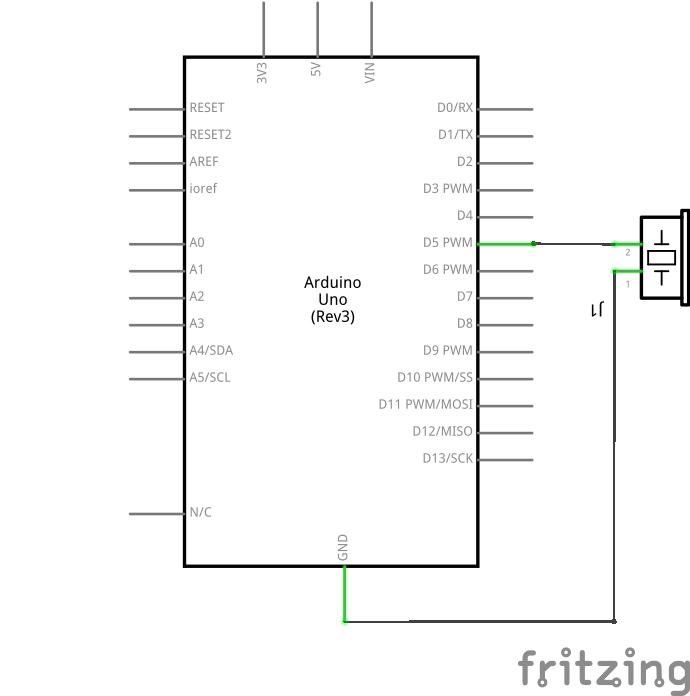 3V3
5V
VIN
RESET
RESET2
AREF
ioref
A0
A1
A2
A3
A4/SDA
A5/SCL
N/C
Arduino
Uno
(Rev3)
D0/RX
D1/TX
D2
D3 PWM
D4
D5 PWM
D6 PWM
D7
D8
D9 PWM
D10 PWM/SS
D11 PWM/MOSI
D12/MISO
D13/SCK
GND
2
1
J1
fritzing